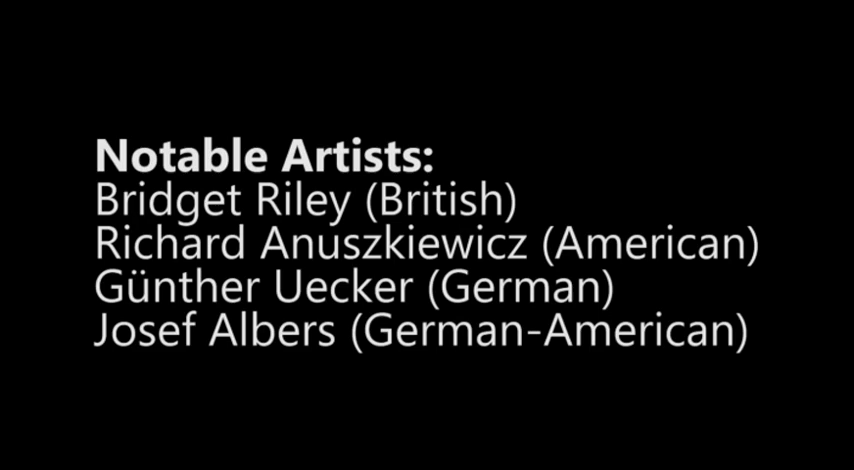 Notable Artists:
Bridget Riley (British)
Richard Anuszkiewicz (American)
Günther Uecker (German)
Josef Albers (German-American)